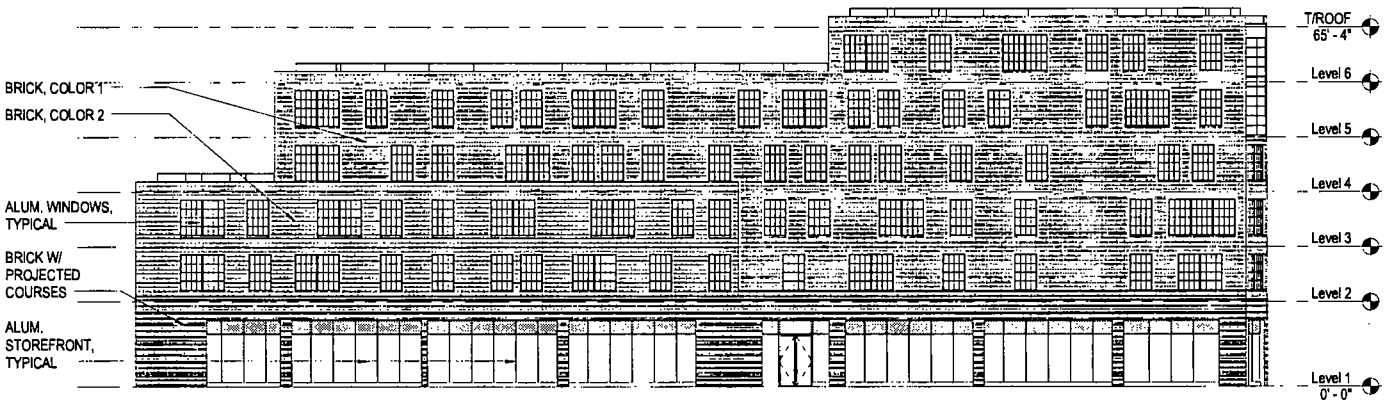 BRICK, COLOR 1
BRICK, COLOR 2
ALUM. WINDOWS,
TYPICAL
BRICK W/
PROJECTED
COURSES
ALUM.
STOREFRONT,
TYPICAL
T/ROOF
65' - 4"
Level 6
Level 5
Level 4
Level 3
Level 2
Level 1
0' - 0"